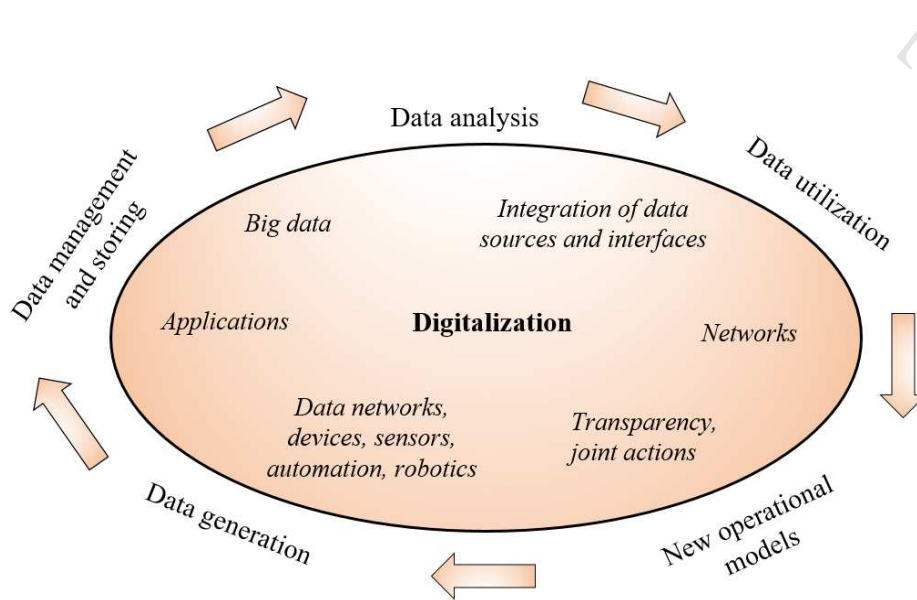 Data analysis
Data utilization
Data management
and storing
Big data
Integration of data
sources and interfaces
Applications
Digitalization
Networks
Data networks,
devices, sensors,
automation, robotics
Transparency,
joint actions
Data generation
New operational
models